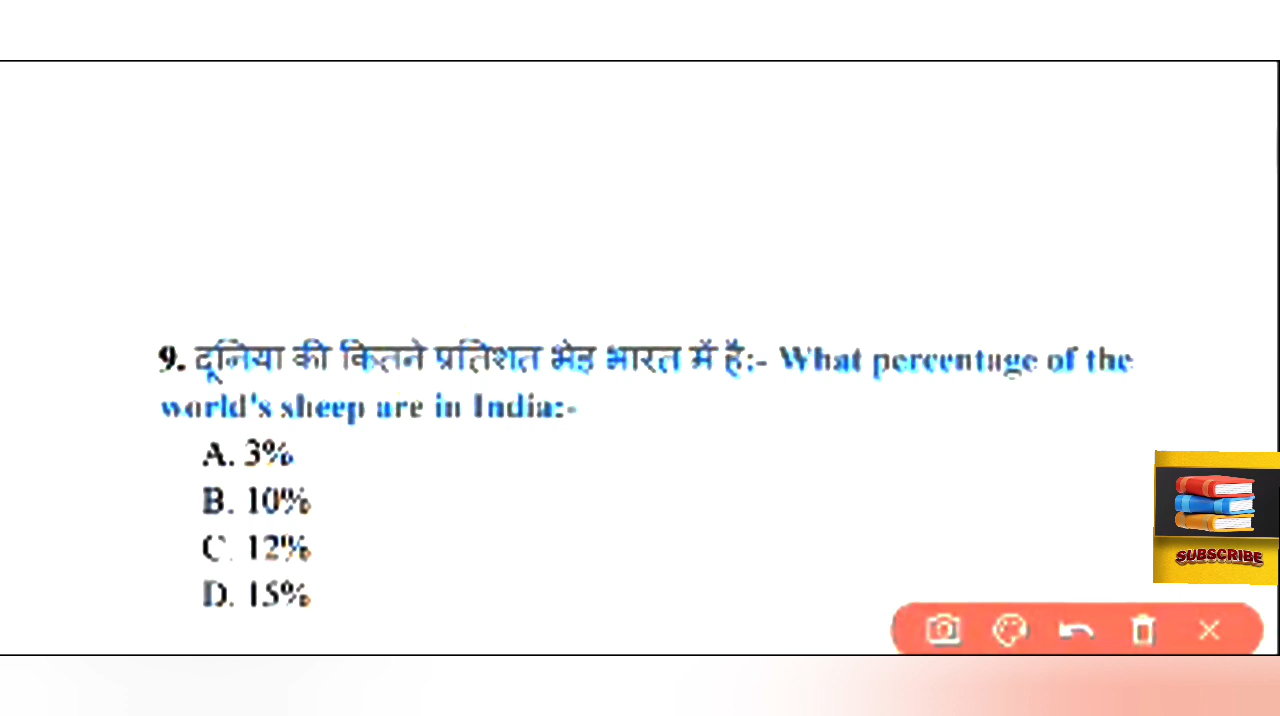 9. दूनिया की कितने प्रतिशत भेड़ भारत में है:- What percentage of the
world's sheep are in India:-
A. 3%
B. 10%
C. 12%
D. 15%
SUBSCRIBE